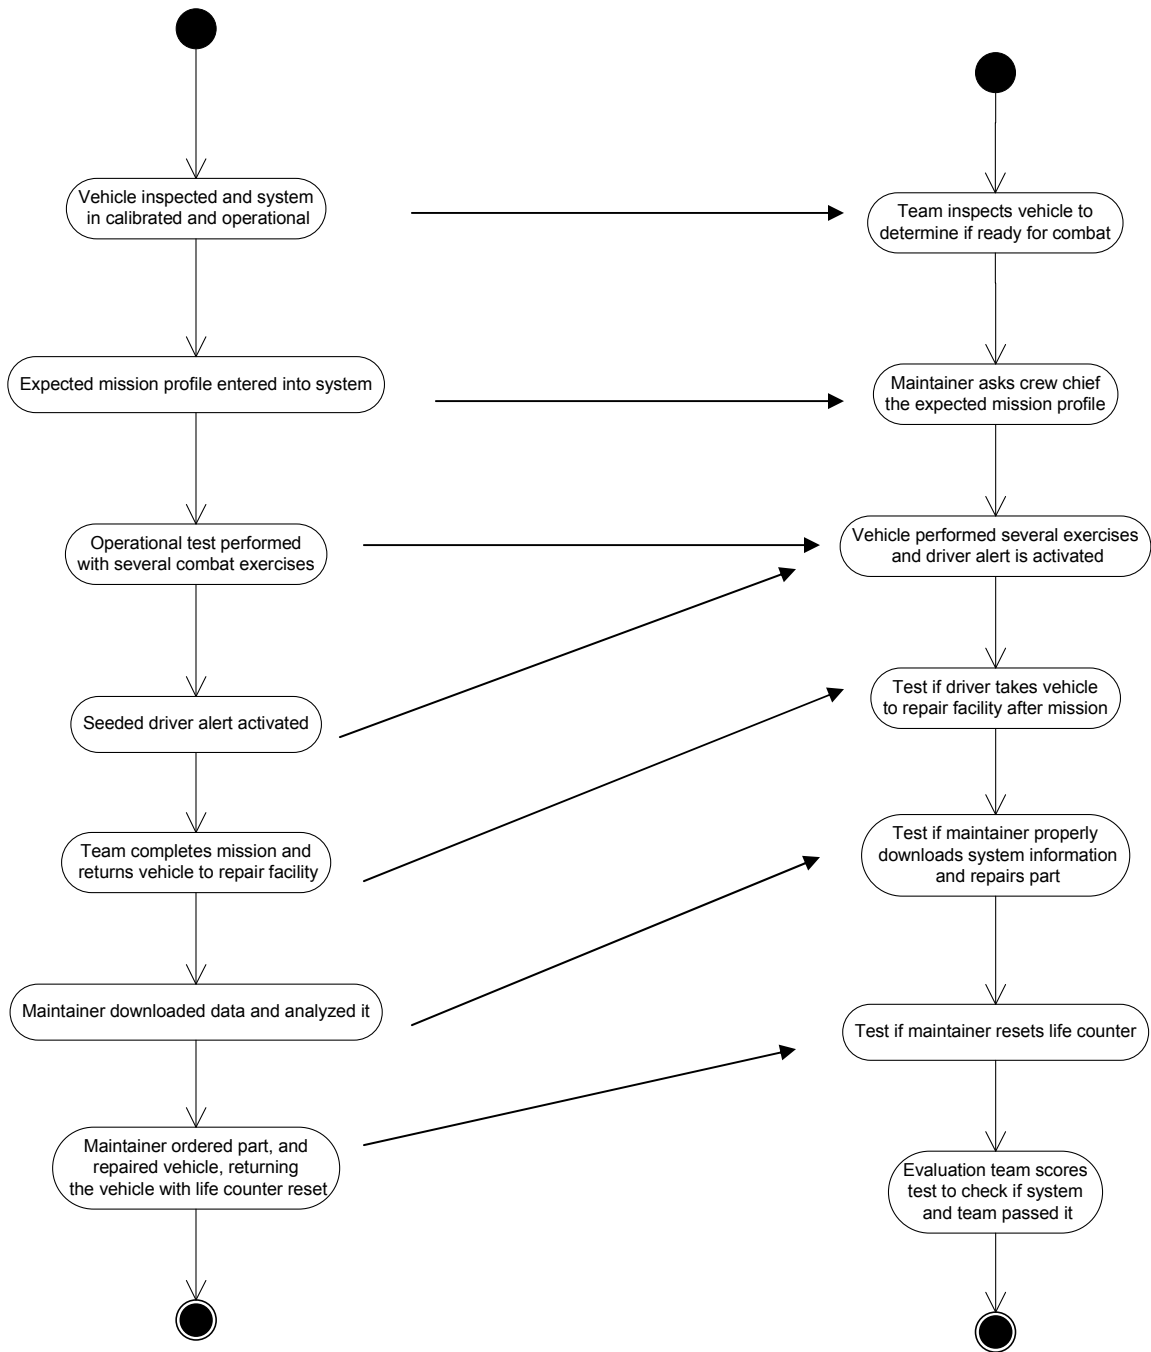 Vehicle inspected and system
in calibrated and operational
Expected mission profile entered into system
Operational test performed
with several combat exercises
Seeded driver alert activated
Team completes mission and
returns vehicle to repair facility
Maintainer downloaded data and analyzed it
Maintainer ordered part, and
repaired vehicle, returning
the vehicle with life counter reset
Team inspects vehicle to
determine if ready for combat
Maintainer asks crew chief
the expected mission profile
Vehicle performed several exercises
and driver alert is activated
Test if driver takes vehicle
to repair facility after mission
Test if maintainer properly
downloads system information
and repairs part
Test if maintainer resets life counter
Evaluation team scores
test to check if system
and team passed it